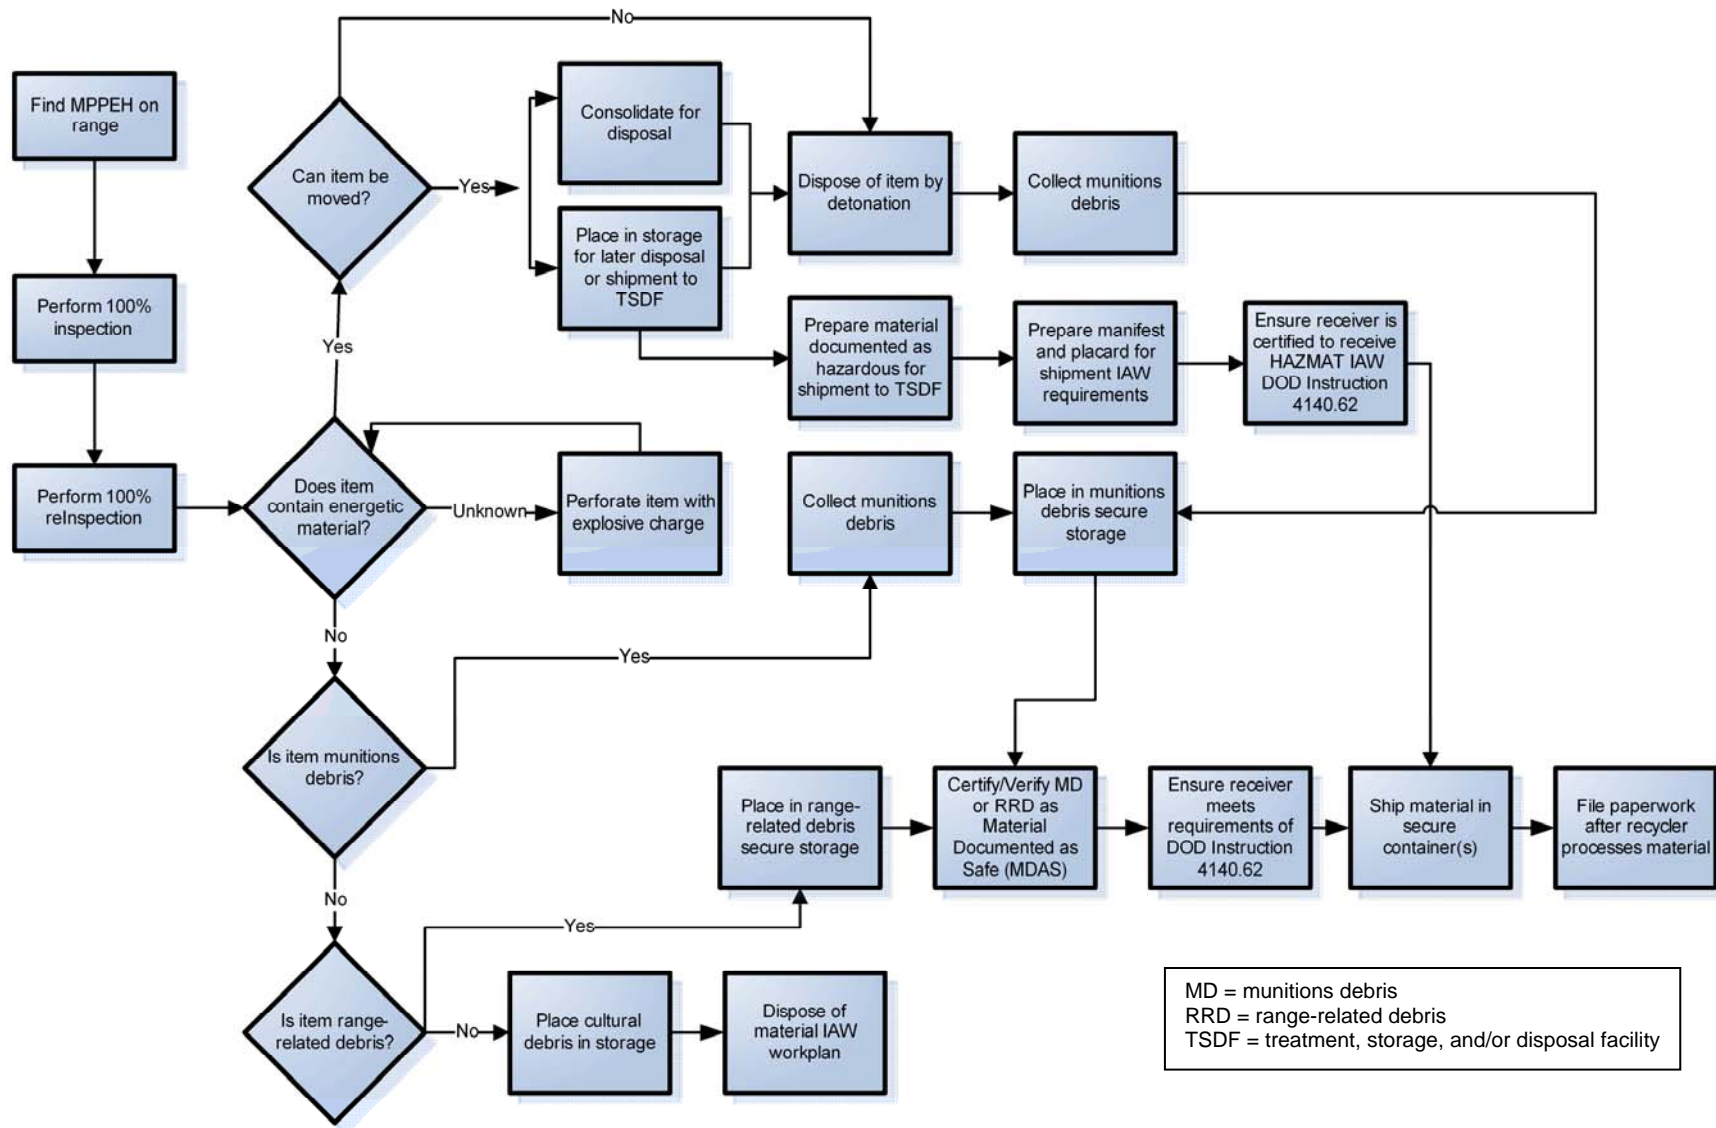 No
Find MPPEH on
range
Can item be
moved?
Yes
Consolidate for
disposal
Place in storage
for later disposal
or shipment to
TSDF
Dispose of item by
detonation
Collect munitions
debris
Perform 100%
inspection
Yes
Prepare material
documented as
hazardous for
shipment to TSDF
Prepare manifest
and placard for
shipment IAW
requirements
Ensure receiver is
certified to receive
HAZMAT IAW
DOD Instruction
4140.62
Perform 100%
reInspection
Does item
contain energetic
material?
Unknown
Perforate item with
explosive charge
Collect munitions
debris
Place in munitions
debris secure
storage
No
Yes
Is item munitions
debris?
Place in range-
related debris
secure storage
Certify/Verify MD
or RRD as
Material
Documented as
Safe (MDAS)
Ensure receiver
meets
requirements of
DOD Instruction
4140.62
Ship material in
secure
container(s)
File paperwork
after recycler
processes material
No
Yes
Is item range-
related debris?
No
Place cultural
debris in storage
Dispose of
material IAW
workplan
MD = munitions debris
RRD = range-related debris
TSDF = treatment, storage, and/or disposal facility